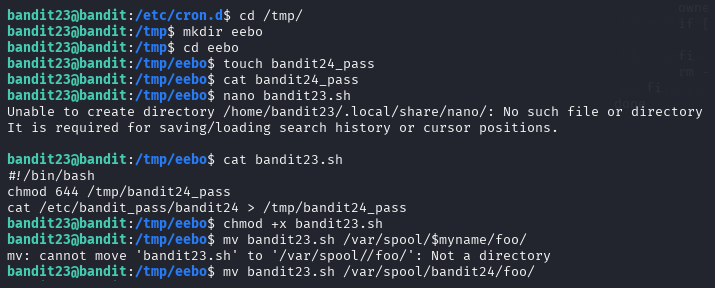 bandit23@bandit:/etc/cron.d$ cd /tmp/
bandit23@bandit:/tmp$ mkdir eebo
bandit23@bandit:/tmp$ cd eebo
bandit23@bandit:/tmp/eebo$ touch bandit24_pass
bandit23@bandit:/tmp/eebo$ cat bandit24_pass
bandit23@bandit:/tmp/eebo$ nano bandit23.sh
Unable to create directory /home/bandit23/.local/share/nano/: No such file or directory
It is required for saving/loading search history or cursor positions.
bandit23@bandit:/tmp/eebo$ cat bandit23.sh
#!/bin/bash
chmod 644 /tmp/bandit24_pass
cat /etc/bandit_pass/bandit24 > /tmp/bandit24_pass
bandit23@bandit:/tmp/eebo$ chmod +x bandit23.sh
bandit23@bandit:/tmp/eebo$ mv bandit23.sh /var/spool/$myname/foo/
mv: cannot move 'bandit23.sh' to '/var/spool//foo/': Not a directory
bandit23@bandit:/tmp/eebo$ mv bandit23.sh /var/spool/bandit24/foo/